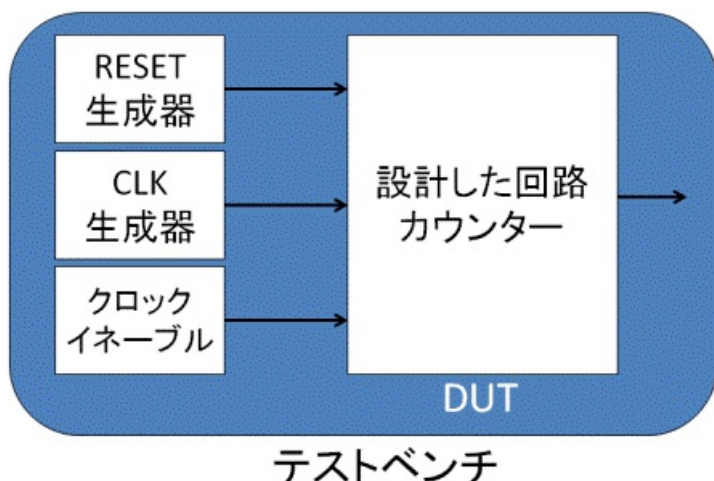 RESET
生成器
CLK
生成器
クロック
イネーブル
設計した回路
カウンター
DUT
テストベンチ